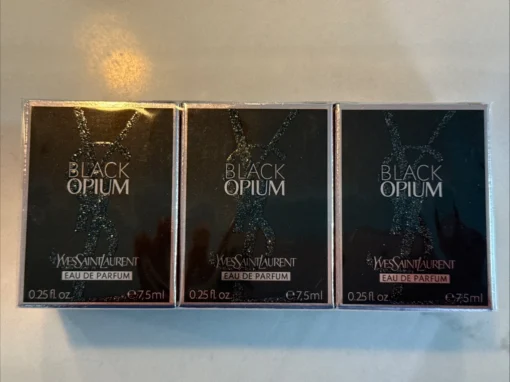 BLACK
OPIUM
YVESSAINTLAURENT
EAU DE PARFUM
0.25 fl oz. ℮7,5ml
BLACK
OPIUM
YVESSAINTLAURENT
EAU DE PARFUM
0.25 fl.oz. ℮7,5ml
BLACK
OPIUM
YVESSAINTLAURENT
EAU DE PARFUM
0.25 fl.oz. ℮7,5ml